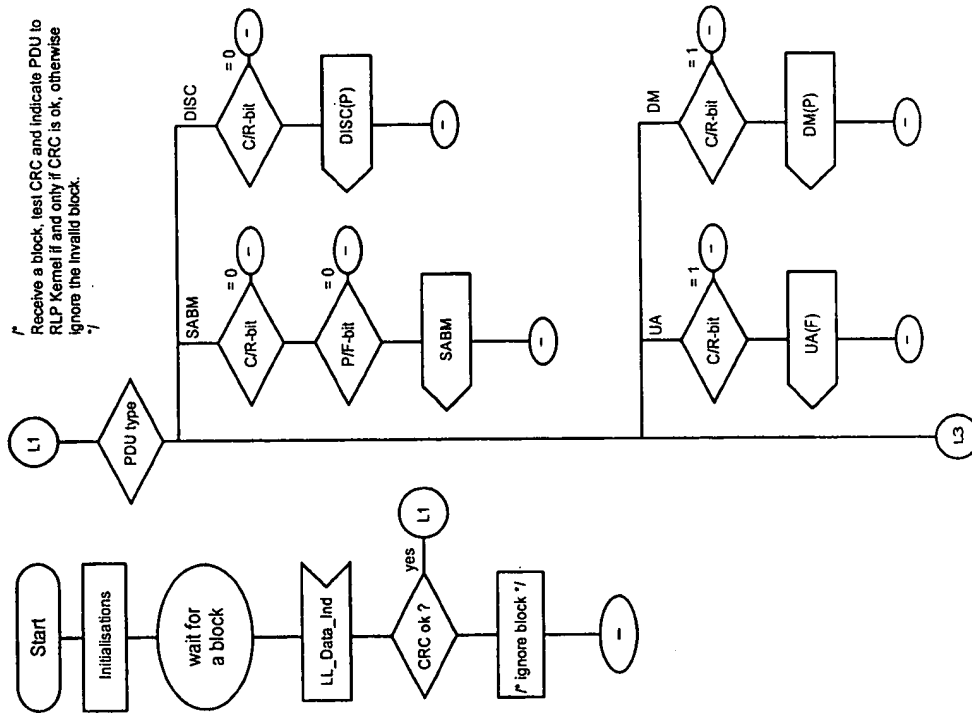 Start
Initialisations
wait for
a block
LL_Data_Ind
CRC ok ?
yes
L1
/* ignore block */
-
/*
Receive a block, test CRC and indicate PDU to
RLP Kernel if and only if CRC is ok, otherwise
ignore the invalid block.
*/
L1
PDU type
SABM
C/R-bit
= 0
-
P/F-bit
= 0
-
SABM
-
DISC
C/R-bit
= 0
-
DISC(P)
-
UA
C/R-bit
= 1
-
UA(F)
-
DM
C/R-bit
= 1
-
DM(P)
-
L3